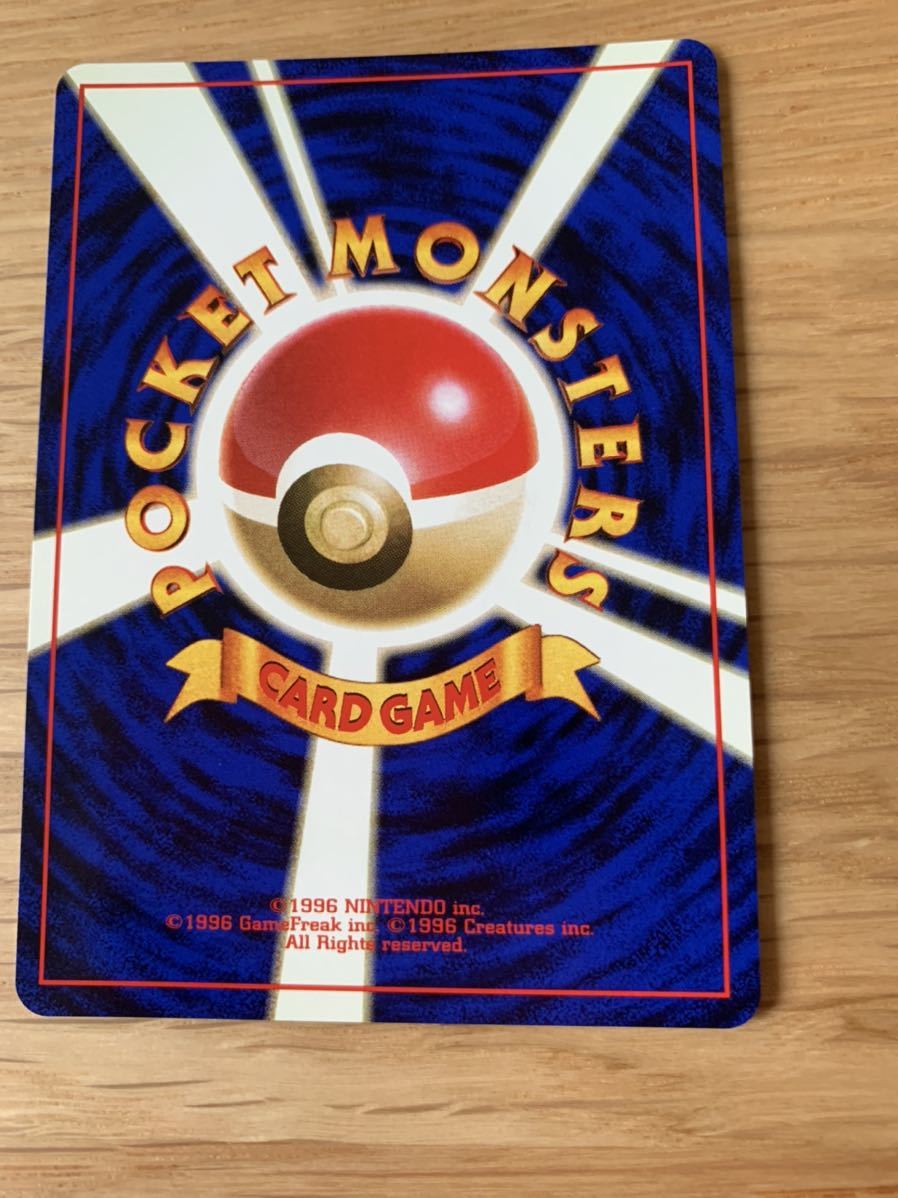 POCKET MONSTERS
CARD GAME
©1996 NINTENDO inc.
©1996 GameFreak inc. ©1996 Creatures inc.
All Rights reserved.